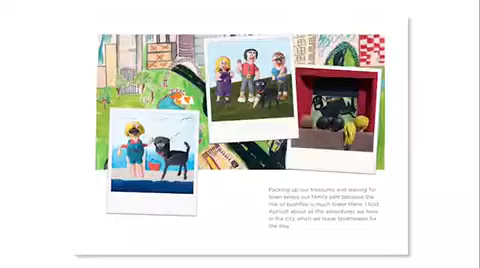 Packing up our treasures and leaving for
town keeps our family safe because the
risk of bushfire is much lower there. I told
Apricot about all the adventures we have
in the city when we leave Strathewen for
the day.